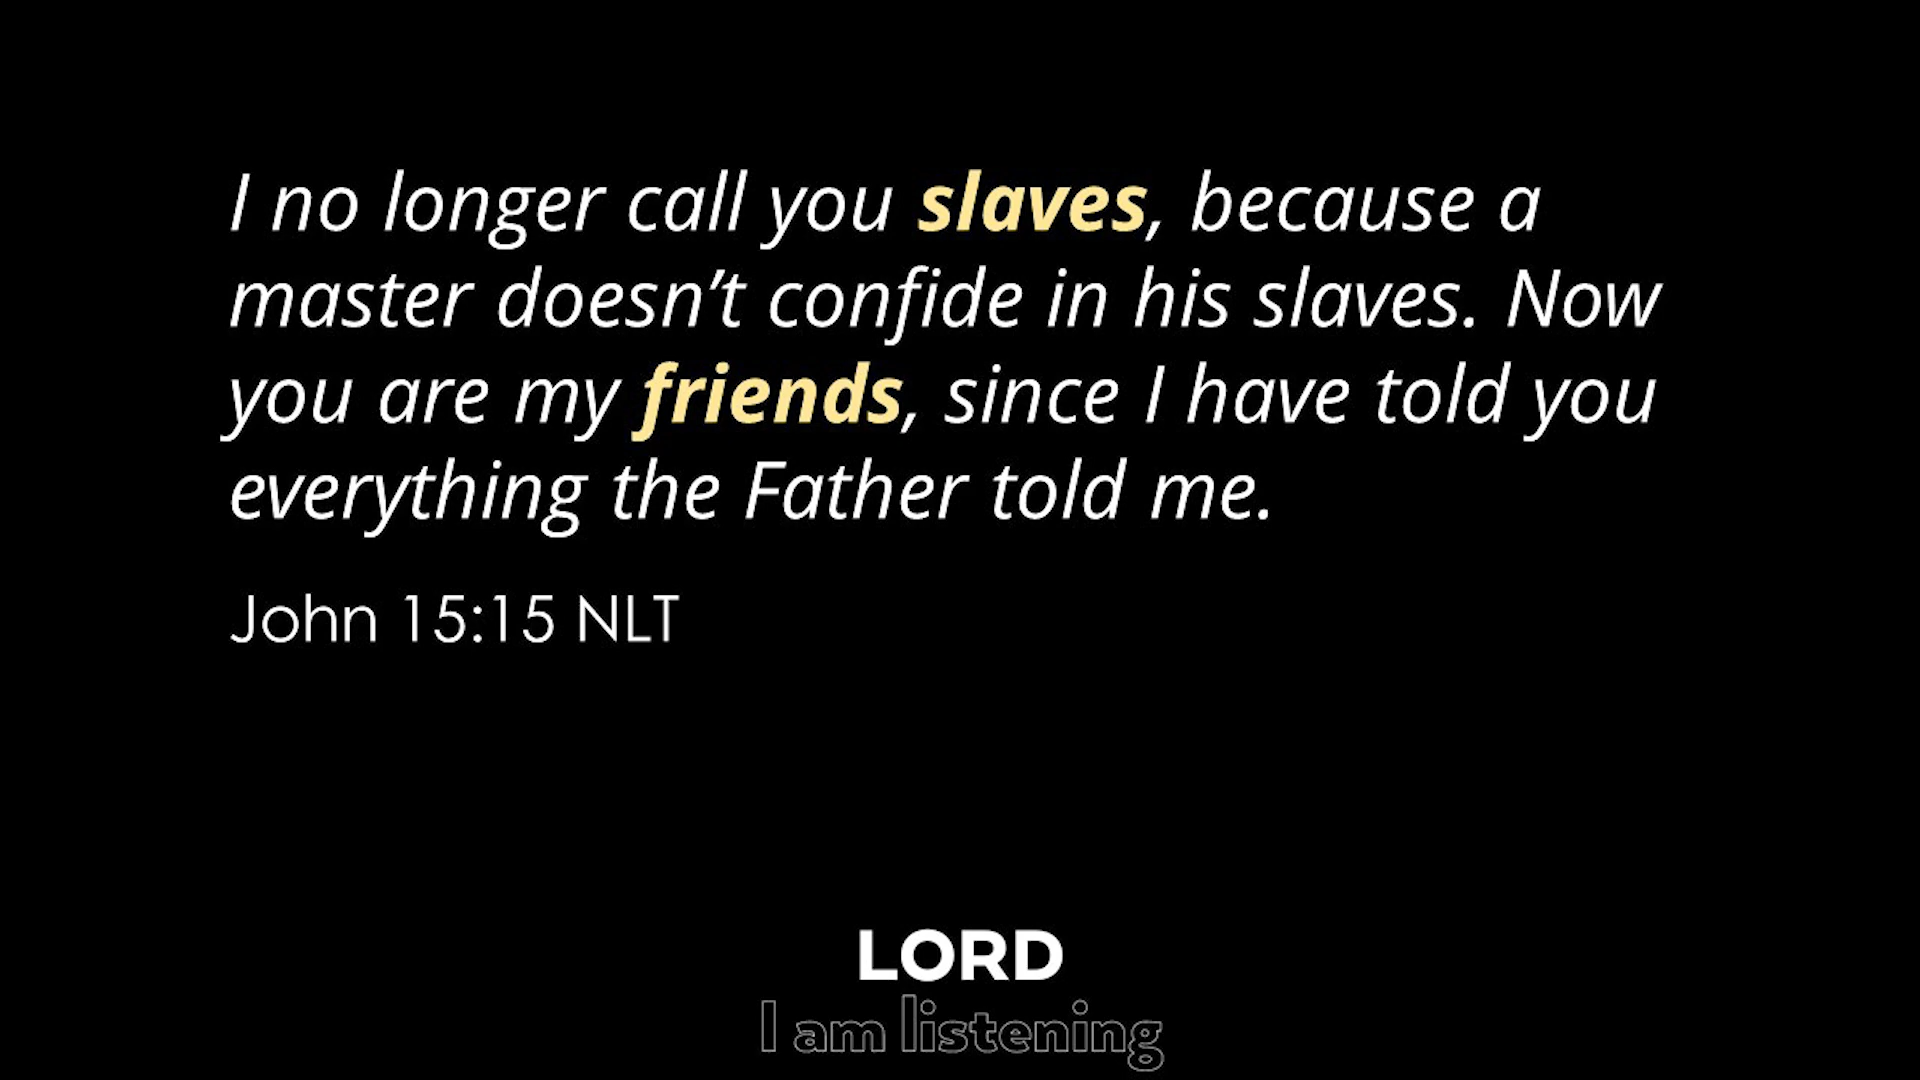 I no longer call you slaves, because a
master doesn’t confide in his slaves. Now
you are my friends, since I have told you
everything the Father told me.
John 15:15 NLT
LORD
I am listening